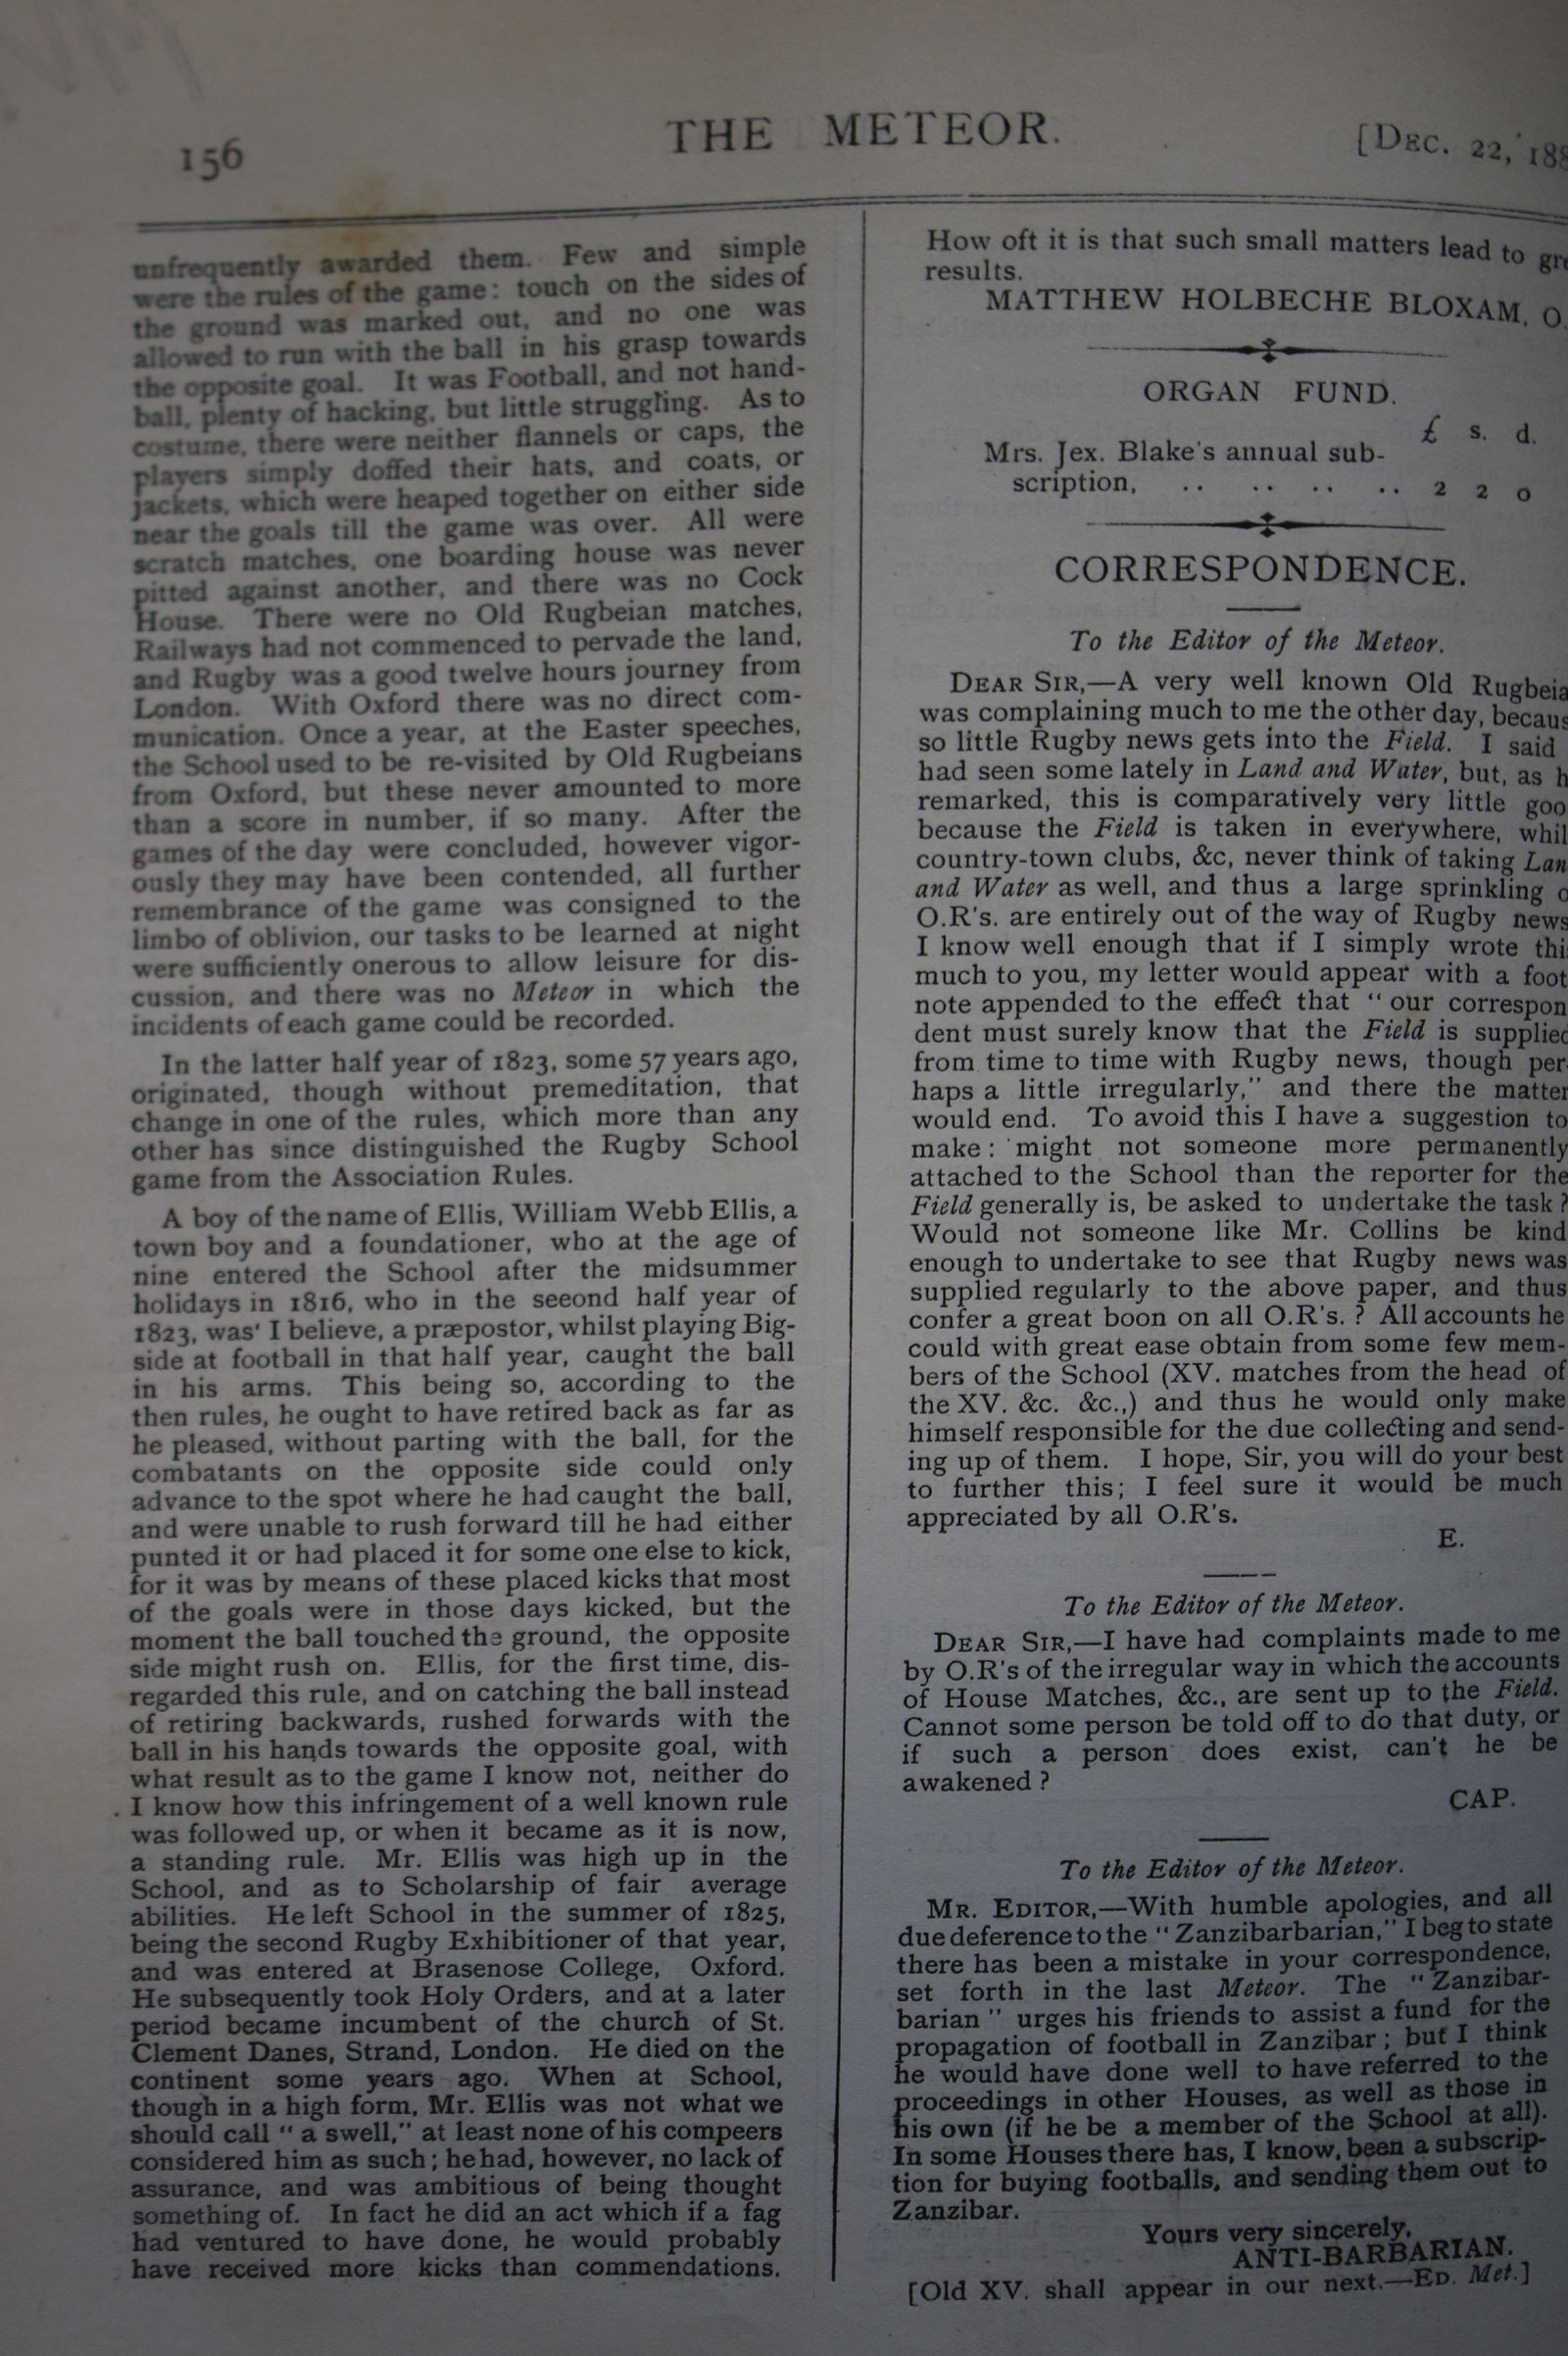 156
THE METEOR.
[DEC. 22, 188
unfrequently awarded them. Few and simple
were the rules of the game: touch on the sides of
the ground was marked out, and no one was
allowed to run with the ball in his grasp towards
the opposite goal. It was Football, and not hand-
ball, plenty of hacking, but little struggling. As to
costume, there were neither flannels or caps, the
players simply doffed their hats, and coats, or
jackets, which were heaped together on either side
near the goals till the game was over. All were
scratch matches, one boarding house was never
pitted against another, and there was no Cock
House. There were no Old Rugbeian matches,
Railways had not commenced to pervade the land,
and Rugby was a good twelve hours journey from
London. With Oxford there was no direct com-
munication. Once a year, at the Easter speeches,
the School used to be re-visited by Old Rugbeians
from Oxford, but these never amounted to more
than a score in number, if so many. After the
games of the day were concluded, however vigor-
ously they may have been contended, all further
remembrance of the game was consigned to the
limbo of oblivion, our tasks to be learned at night
were sufficiently onerous to allow leisure for dis-
cussion, and there was no Meteor in which the
incidents of each game could be recorded.
In the latter half year of 1823, some 57 years ago,
originated, though without premeditation, that
change in one of the rules, which more than any
other has since distinguished the Rugby School
game from the Association Rules.
A boy of the name of Ellis, William Webb Ellis, a
town boy and a foundationer, who at the age of
nine entered the School after the midsummer
holidays in 1816, who in the seeond half year of
1823, was' I believe, a præpostor, whilst playing Big-
side at football in that half year, caught the ball
in his arms. This being so, according to the
then rules, he ought to have retired back as far as
he pleased, without parting with the ball, for the
combatants on the opposite side could only
advance to the spot where he had caught the ball,
and were unable to rush forward till he had either
punted it or had placed it for some one else to kick,
for it was by means of these placed kicks that most
of the goals were in those days kicked, but the
moment the ball touched the ground, the opposite
side might rush on. Ellis, for the first time, dis-
regarded this rule, and on catching the ball instead
of retiring backwards, rushed forwards with the
ball in his hands towards the opposite goal, with
what result as to the game I know not, neither do
I know how this infringement of a well known rule
was followed up, or when it became as it is now,
a standing rule. Mr. Ellis was high up in the
School, and as to Scholarship of fair average
abilities. He left School in the summer of 1825,
being the second Rugby Exhibitioner of that year,
and was entered at Brasenose College, Oxford.
He subsequently took Holy Orders, and at a later
period became incumbent of the church of St.
Clement Danes, Strand, London. He died on the
continent some years ago. When at School,
though in a high form, Mr. Ellis was not what we
should call "a swell," at least none of his compeers
considered him as such; he had, however, no lack of
assurance, and was ambitious of being thought
something of. In fact he did an act which if a fag
had ventured to have done, he would probably
have received more kicks than commendations.
How oft it is that such small matters lead to gre
results.
MATTHEW HOLBECHE BLOXAM, O.
ORGAN FUND.
£ s. d.
Mrs. Jex. Blake's annual sub-
scription, .. .. .. .. 2 2 0
CORRESPONDENCE.
To the Editor of the Meteor.
DEAR SIR,—A very well known Old Rugbeia
was complaining much to me the other day, becaus
so little Rugby news gets into the Field. I said
had seen some lately in Land and Water, but, as h
remarked, this is comparatively very little goo
because the Field is taken in everywhere, whil
country-town clubs, &c, never think of taking Lan
and Water as well, and thus a large sprinkling o
O.R's. are entirely out of the way of Rugby news
I know well enough that if I simply wrote thi
much to you, my letter would appear with a foot
note appended to the effect that "our correspon
dent must surely know that the Field is supplied
from time to time with Rugby news, though per-
haps a little irregularly," and there the matter
would end. To avoid this I have a suggestion to
make: might not someone more permanently
attached to the School than the reporter for the
Field generally is, be asked to undertake the task?
Would not someone like Mr. Collins be kind
enough to undertake to see that Rugby news was
supplied regularly to the above paper, and thus
confer a great boon on all O.R's. ? All accounts he
could with great ease obtain from some few mem-
bers of the School (XV. matches from the head of
the XV. &c. &c.,) and thus he would only make
himself responsible for the due collecting and send-
ing up of them. I hope, Sir, you will do your best
to further this; I feel sure it would be much
appreciated by all O.R's.
E.
To the Editor of the Meteor.
DEAR SIR,—I have had complaints made to me
by O.R's of the irregular way in which the accounts
of House Matches, &c., are sent up to the Field.
Cannot some person be told off to do that duty, or
if such a person does exist, can't he be
awakened ?
CAP.
To the Editor of the Meteor.
MR. EDITOR,—With humble apologies, and all
due deference to the "Zanzibarbarian," I beg to state
there has been a mistake in your correspondence,
set forth in the last Meteor. The "Zanzibar-
barian" urges his friends to assist a fund for the
propagation of football in Zanzibar; but I think
he would have done well to have referred to the
proceedings in other Houses, as well as those in
his own (if he be a member of the School at all).
In some Houses there has, I know, been a subscrip-
tion for buying footballs, and sending them out to
Zanzibar.
Yours very sincerely,
ANTI-BARBARIAN.
[Old XV. shall appear in our next.—ED. Met.]